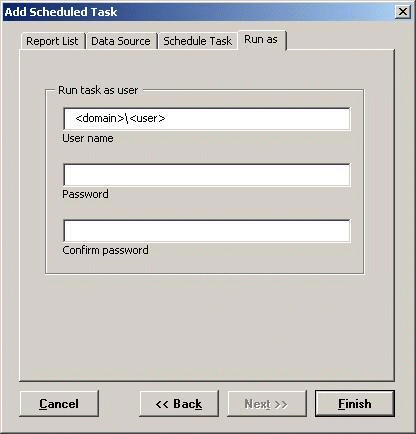 Add Scheduled Task
Report List Data Source Schedule Task Run as
Run task as user
<domain>\<user>
User name
Password
Confirm password
Cancel << Back Next >> Finish